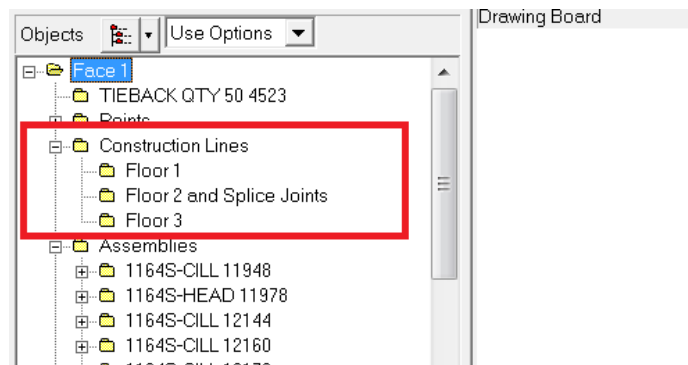 Drawing Board
Objects Use Options
Face 1
TIEBACK QTY 50 4523
Points
Construction Lines
Floor 1
Floor 2 and Splice Joints
Floor 3
Assemblies
1164S-CILL 11948
1164S-HEAD 11978
1164S-CILL 12144
1164S-CILL 12160